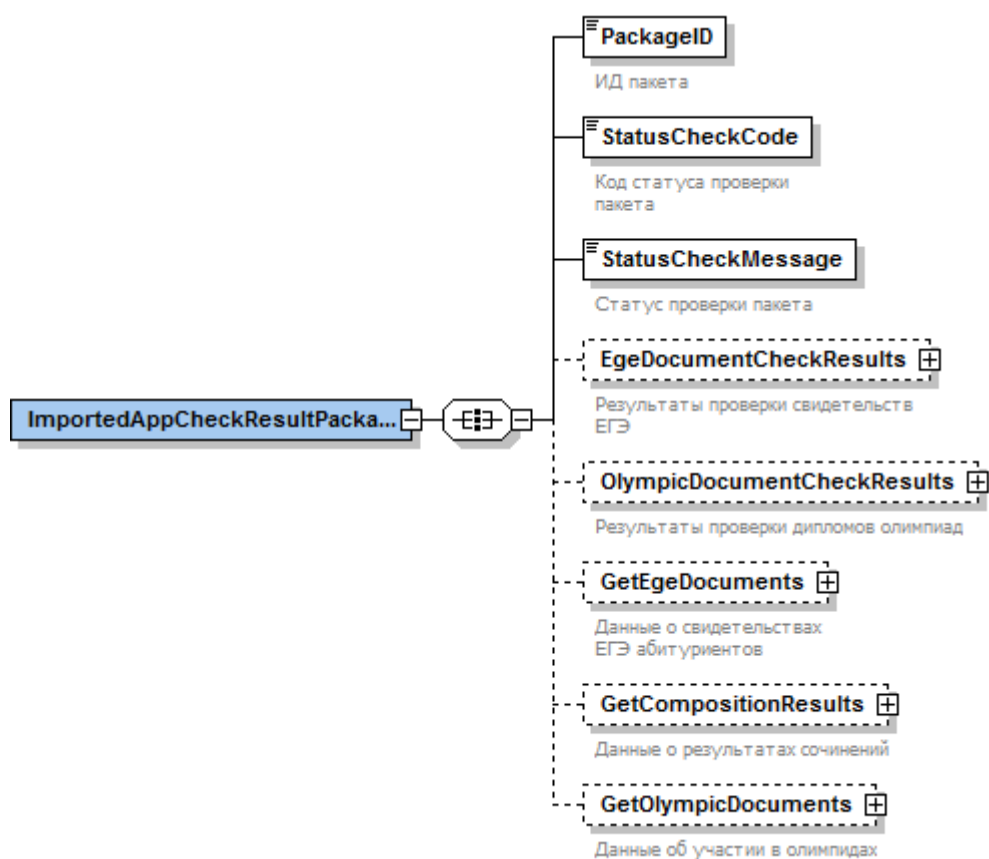 PackageID
ИД пакета
StatusCheckCode
Код статуса проверки
пакета
StatusCheckMessage
Статус проверки пакета
EgeDocumentCheckResults
Результаты проверки свидетельств
ЕГЭ
ImportedAppCheckResultPacka...
OlympicDocumentCheckResults
Результаты проверки дипломов олимпиад
GetEgeDocuments
Данные о свидетельствах
ЕГЭ абитуриентов
GetCompositionResults
Данные о результатах сочинений
GetOlympicDocuments
Данные об участии в олимпидах